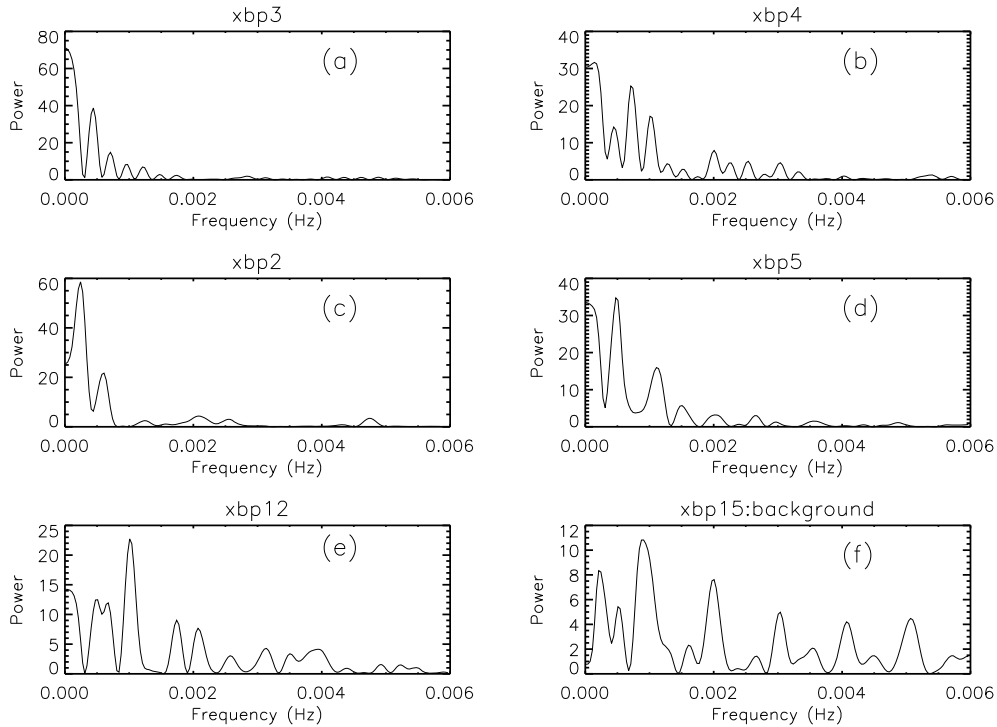 xbp3
xbp4
80
60
40
20
0
Power
(a)
0.000
0.002
0.004
0.006
Frequency (Hz)
40
30
20
10
0
Power
(b)
0.000
0.002
0.004
0.006
Frequency (Hz)
xbp2
xbp5
60
40
20
0
Power
(c)
0.000
0.002
0.004
0.006
Frequency (Hz)
40
30
20
10
0
Power
(d)
0.000
0.002
0.004
0.006
Frequency (Hz)
xbp12
xbp15:background
25
20
15
10
5
0
Power
(e)
0.000
0.002
0.004
0.006
Frequency (Hz)
12
10
8
6
4
2
0
Power
(f)
0.000
0.002
0.004
0.006
Frequency (Hz)